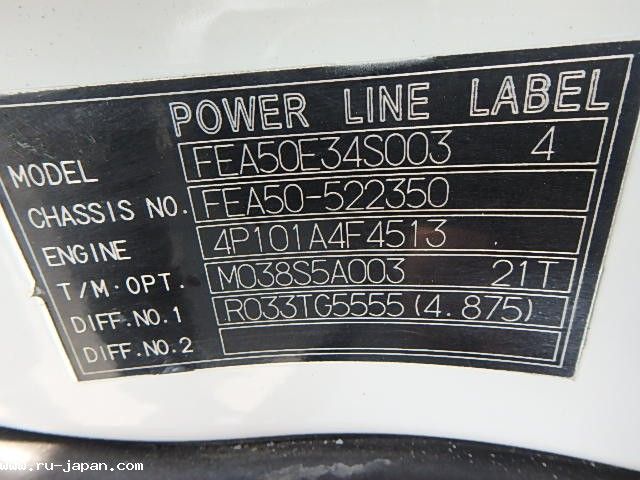 POWER LINE LABEL
MODEL FEA50E34S003 4
CHASSIS NO. FEA50-522350
ENGINE 4P101A4F4513
T/M·OPT. M038S5A003 21T
DIFF.NO.1 R033TG5555(4.875)
DIFF.NO.2
www.ru-japan.com